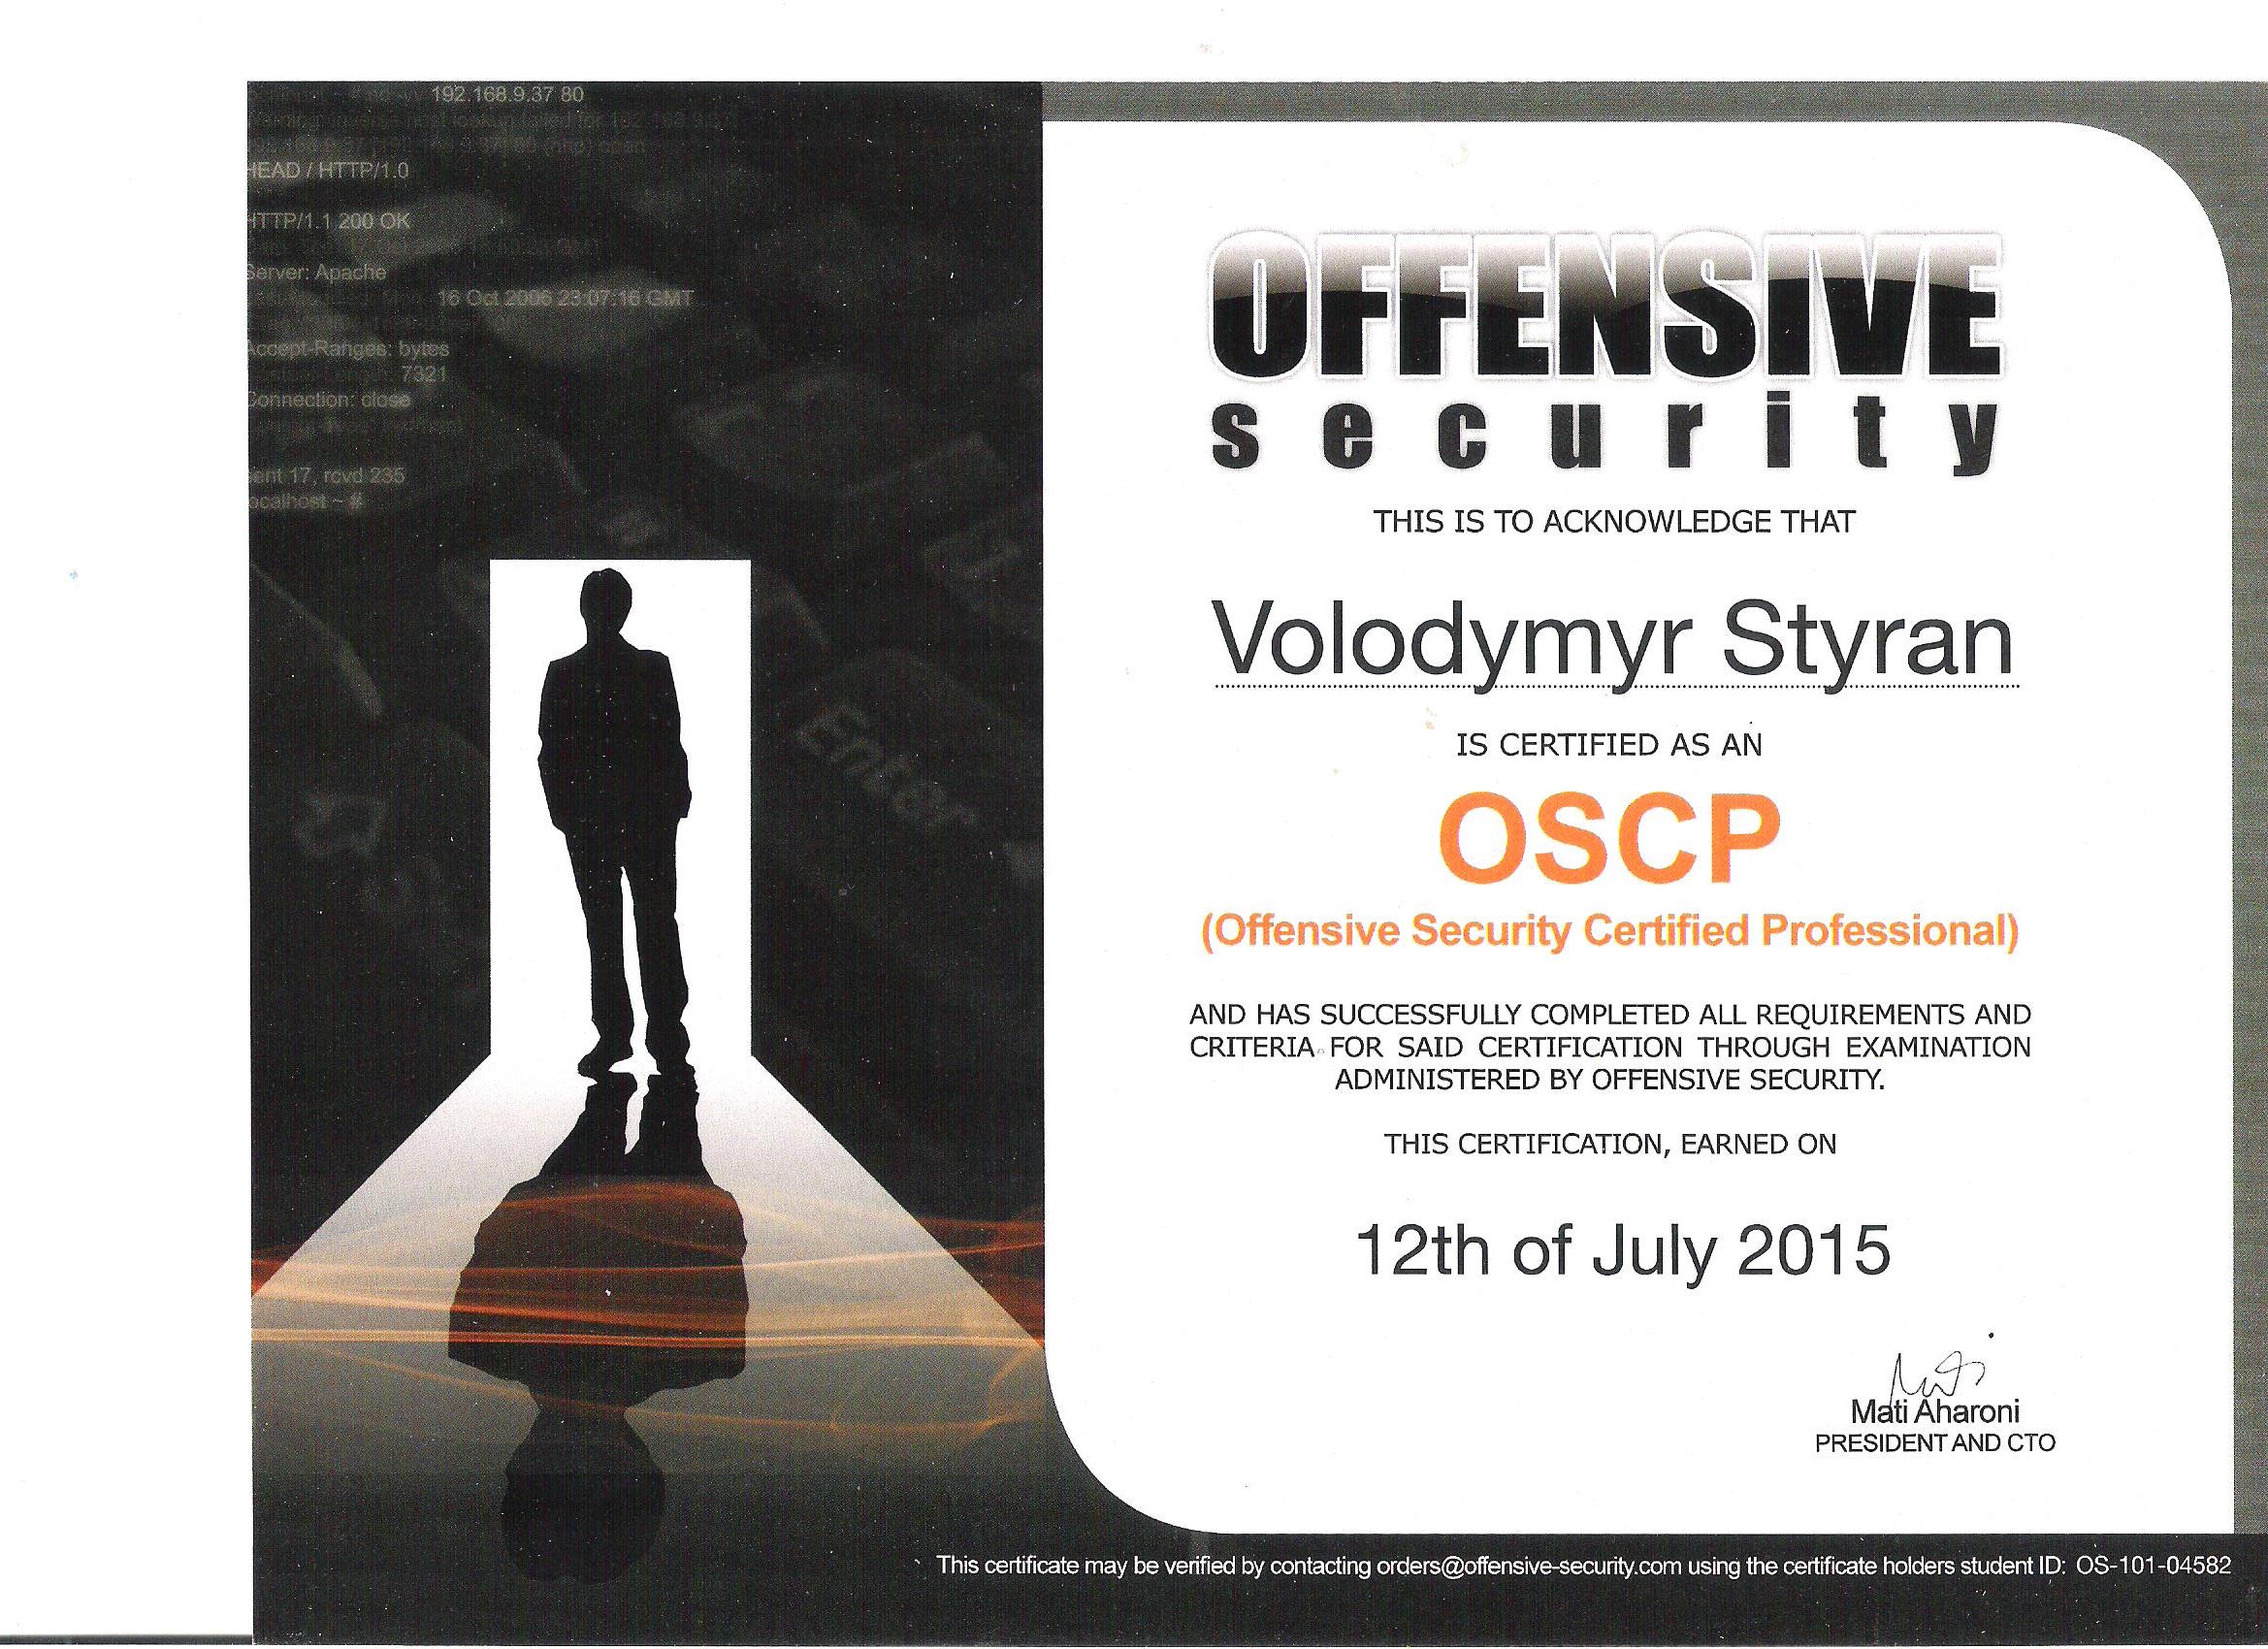 192.168.9.37 80
HEAD / HTTP/1.0
HTTP/1.1 200 OK
Server: Apache
16 Oct 2006 23:07:16 GMT
Accept-Ranges: bytes
7321
Connection: close
ent 17, rcvd 235
ocalhost ~ #
Enter
OFFENSIVE
security
THIS IS TO ACKNOWLEDGE THAT
Volodymyr Styran
IS CERTIFIED AS AN
OSCP
(Offensive Security Certified Professional)
AND HAS SUCCESSFULLY COMPLETED ALL REQUIREMENTS AND
CRITERIA FOR SAID CERTIFICATION THROUGH EXAMINATION
ADMINISTERED BY OFFENSIVE SECURITY.
THIS CERTIFICATION, EARNED ON
12th of July 2015
Mati Aharoni
PRESIDENT AND CTO
This certificate may be verified by contacting orders@offensive-security.com using the certificate holders student ID: OS-101-04582